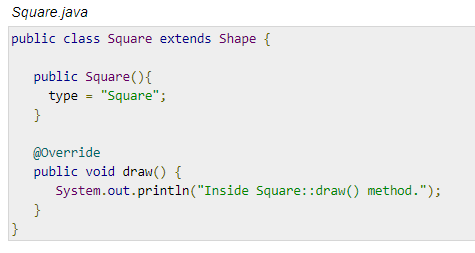 Square.java
public class Square extends Shape {
public Square(){
type = "Square";
}
@Override
public void draw() {
System.out.println("Inside Square::draw() method.");
}
}